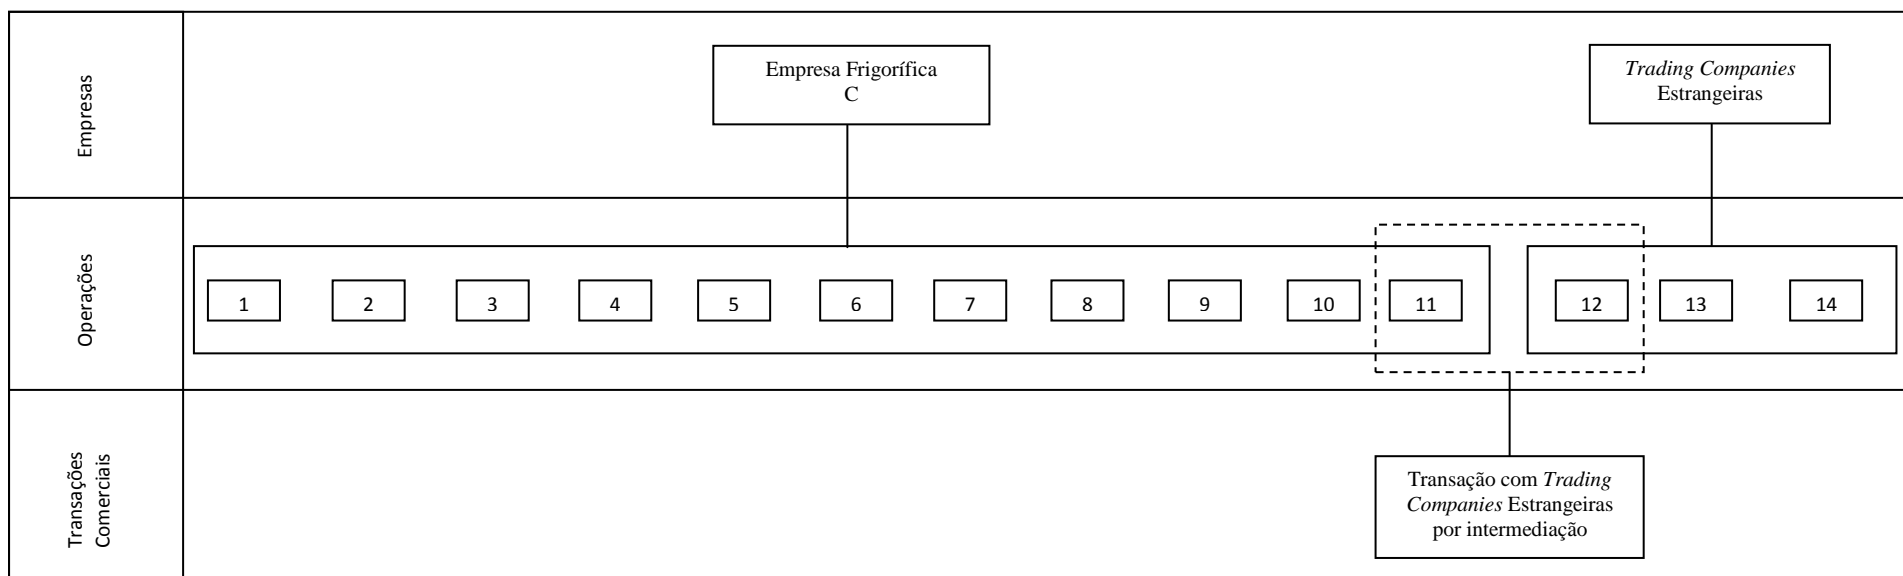 Empresas
Empresa Frigorífica
C
Trading Companies
Estrangeiras
Operações
1
2
3
4
5
6
7
8
9
10
11
12
13
14
Transações
Comerciais
Transação com Trading
Companies Estrangeiras
por intermediação